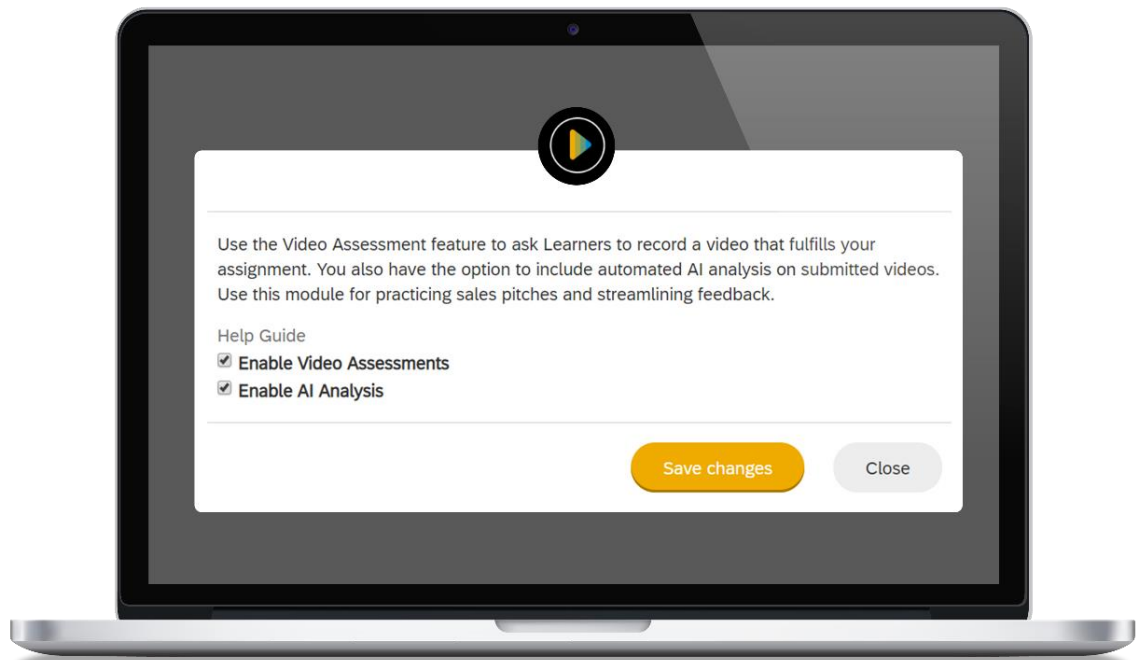 Use the Video Assessment feature to ask Learners to record a video that fulfills your
assignment. You also have the option to include automated AI analysis on submitted videos.
Use this module for practicing sales pitches and streamlining feedback.
Help Guide
Enable Video Assessments
Enable AI Analysis
Save changes
Close